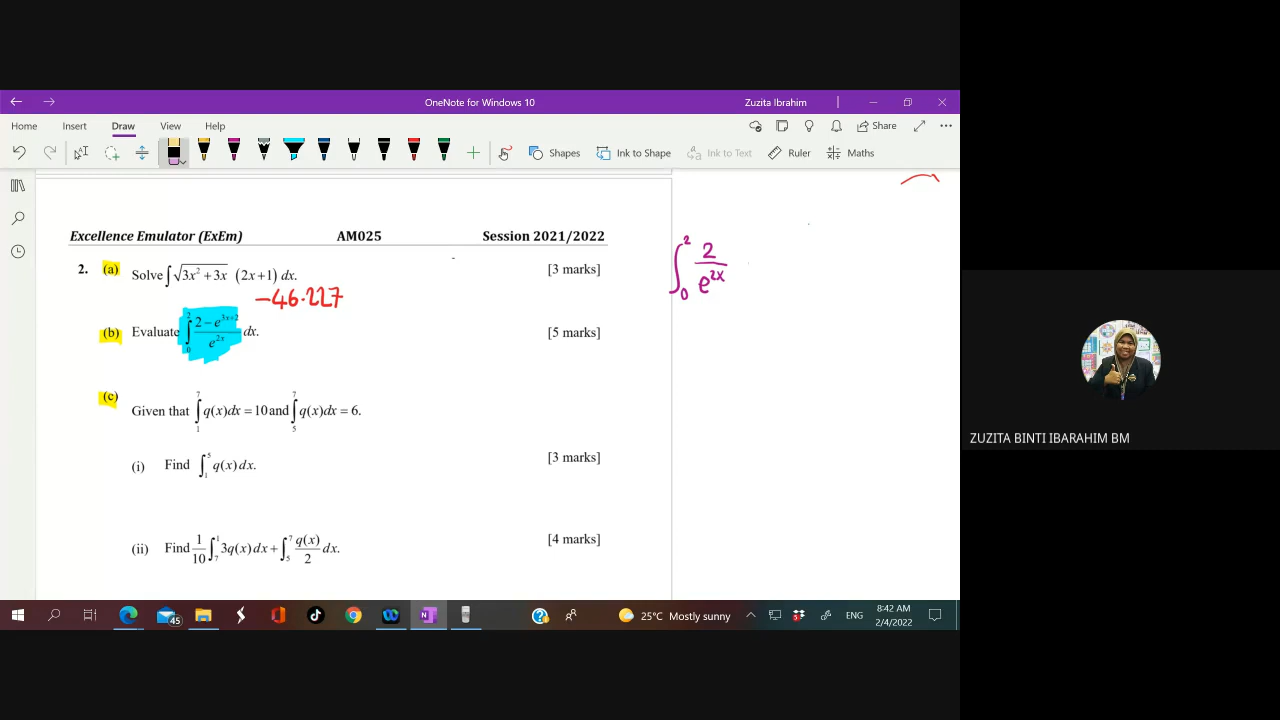 OneNote for Windows 10
Zuzita Ibrahim
Home Insert Draw View Help
Share
Shapes Ink to Shape Ink to Text Ruler Maths
Excellence Emulator (ExEm) AM025 Session 2021/2022
2. (a) Solve ∫√(3x² + 3x) (2x+1) dx. [3 marks]
−46.227
(b) Evaluate ∫₀² (2 − e^(3x+2))/e^(2x) dx. [5 marks]
∫₀² 2/e^(2x)
(c)
Given that ∫₁⁷ q(x)dx = 10 and ∫₅⁷ q(x)dx = 6.
(i) Find ∫₁⁵ q(x)dx. [3 marks]
(ii) Find 1/10 ∫₇¹ 3q(x)dx + ∫₅⁷ q(x)/2 dx. [4 marks]
ZUZITA BINTI IBARAHIM BM
45
25°C Mostly sunny
5
ENG
8:42 AM
2/4/2022